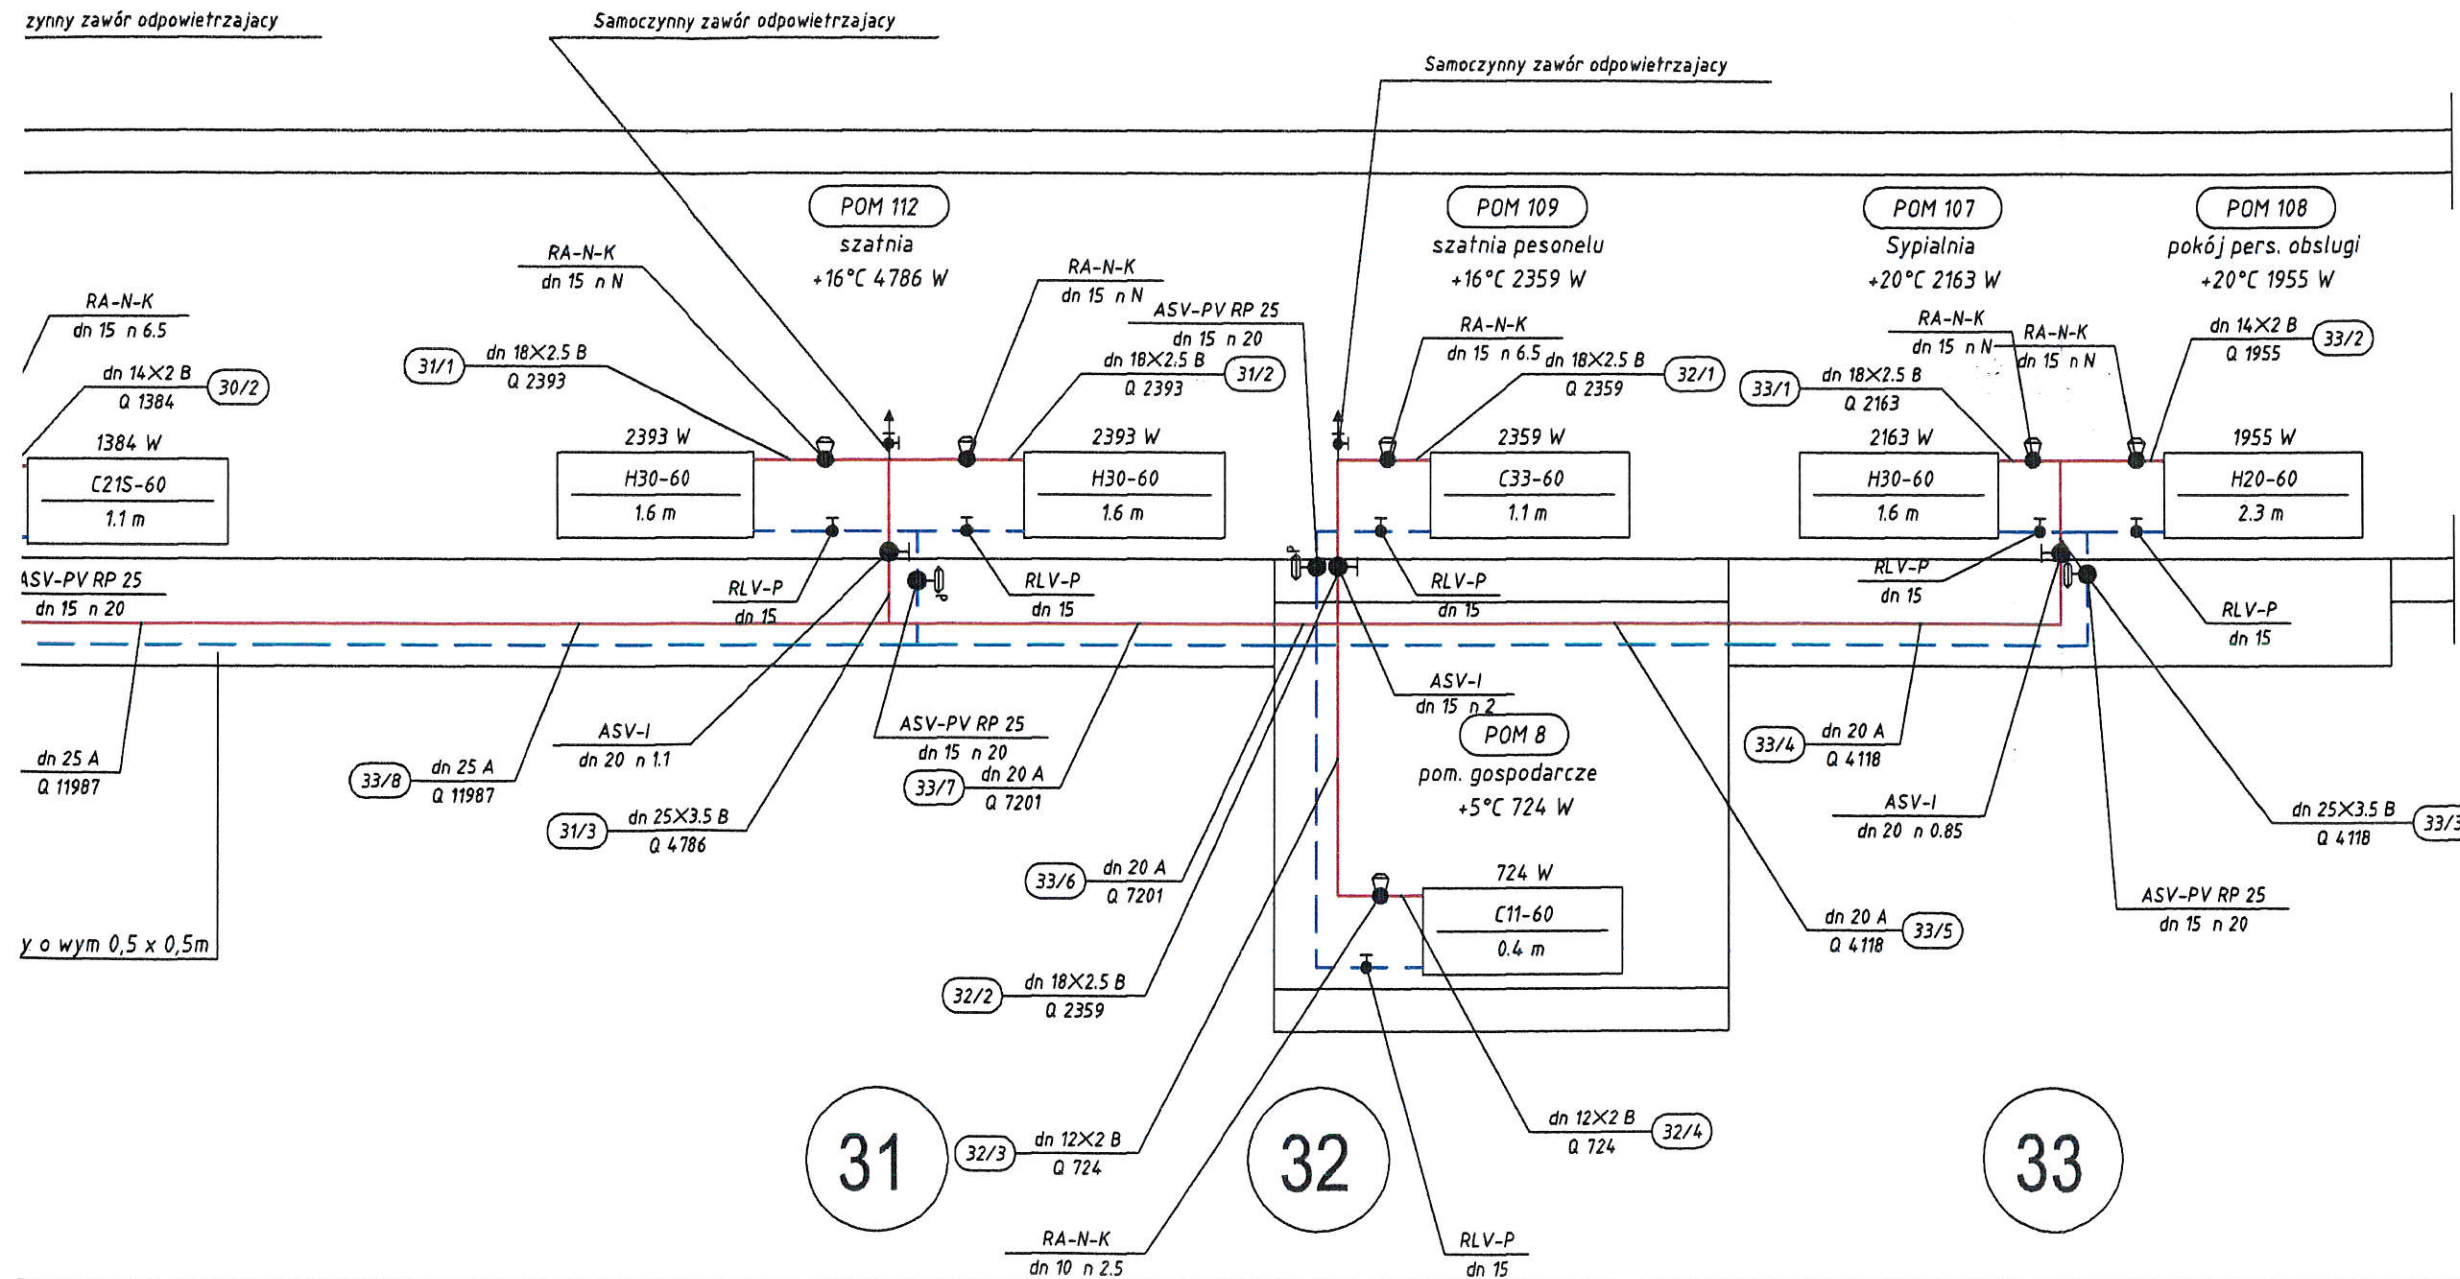 zynny zawór odpowietrzajacy
Samoczynny zawór odpowietrzajacy
Samoczynny zawór odpowietrzajacy
POM 112
szatnia
+16°C 4786 W
POM 109
szatnia pesonelu
+16°C 2359 W
POM 107
Sypialnia
+20°C 2163 W
POM 108
pokój pers. obslugi
+20°C 1955 W
RA-N-K
dn 15 n 6.5
dn 14X2 B
Q 1384
30/2
1384 W
C21S-60
1.1 m
ASV-PV RP 25
dn 15 n 20
dn 25 A
Q 11987
y o wym 0,5 x 0,5m
RA-N-K
dn 15 n N
31/1
dn 18X2.5 B
Q 2393
2393 W
H30-60
1.6 m
RA-N-K
dn 15 n N
dn 18X2.5 B
Q 2393
31/2
2393 W
H30-60
1.6 m
RLV-P
dn 15
RLV-P
dn 15
33/8
dn 25 A
Q 11987
ASV-I
dn 20 n 1.1
31/3
dn 25X3.5 B
Q 4786
ASV-PV RP 25
dn 15 n 20
33/7
dn 20 A
Q 7201
ASV-PV RP 25
dn 15 n 20
RA-N-K
dn 15 n 6.5
dn 18X2.5 B
Q 2359
32/1
2359 W
C33-60
1.1 m
RLV-P
dn 15
ASV-I
dn 15 n 2
POM 8
pom. gospodarcze
+5°C 724 W
724 W
C11-60
0.4 m
33/6
dn 20 A
Q 7201
32/2
dn 18X2.5 B
Q 2359
32/3
dn 12X2 B
Q 724
dn 12X2 B
Q 724
32/4
RA-N-K
dn 10 n 2.5
RLV-P
dn 15
RA-N-K
dn 15 n N
RA-N-K
dn 15 n N
dn 14X2 B
Q 1955
33/2
33/1
dn 18X2.5 B
Q 2163
2163 W
H30-60
1.6 m
1955 W
H20-60
2.3 m
RLV-P
dn 15
RLV-P
dn 15
33/4
dn 20 A
Q 4118
ASV-I
dn 20 n 0.85
dn 25X3.5 B
Q 4118
33/3
dn 20 A
Q 4118
33/5
ASV-PV RP 25
dn 15 n 20
31
32
33